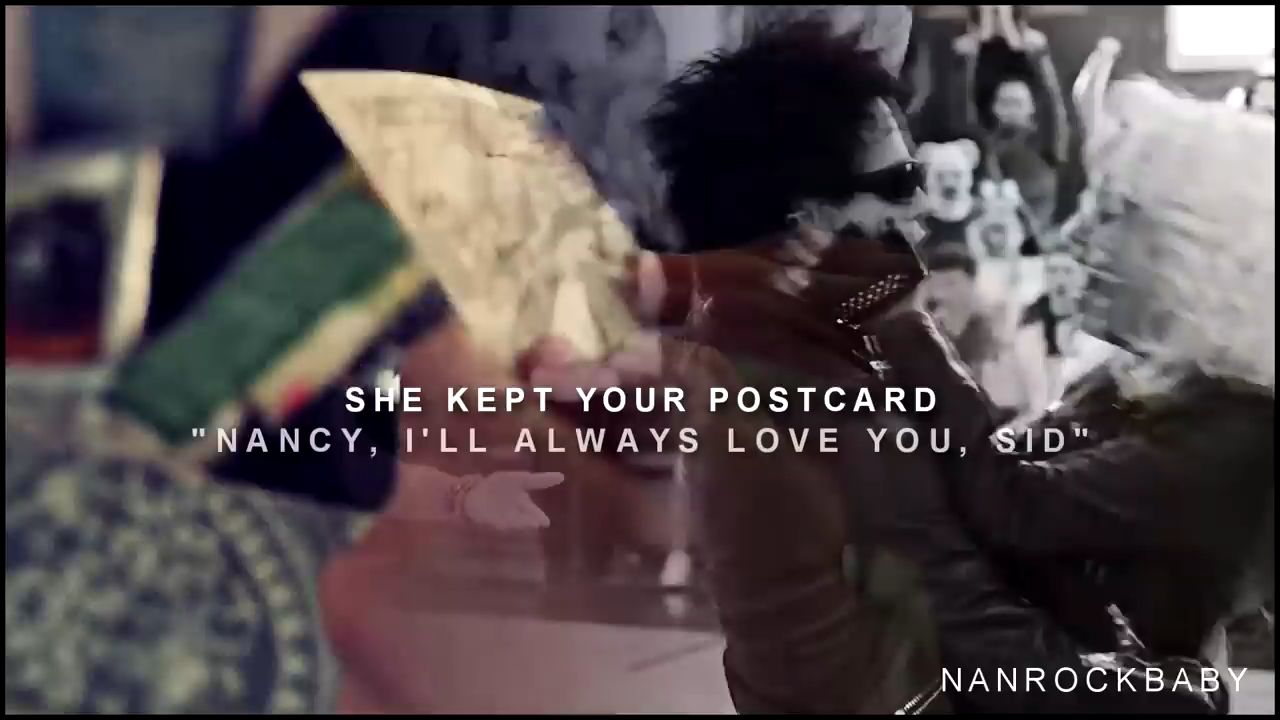 SHE KEPT YOUR POSTCARD
"NANCY, I'LL ALWAYS LOVE YOU, SID"
NANROCKBABY